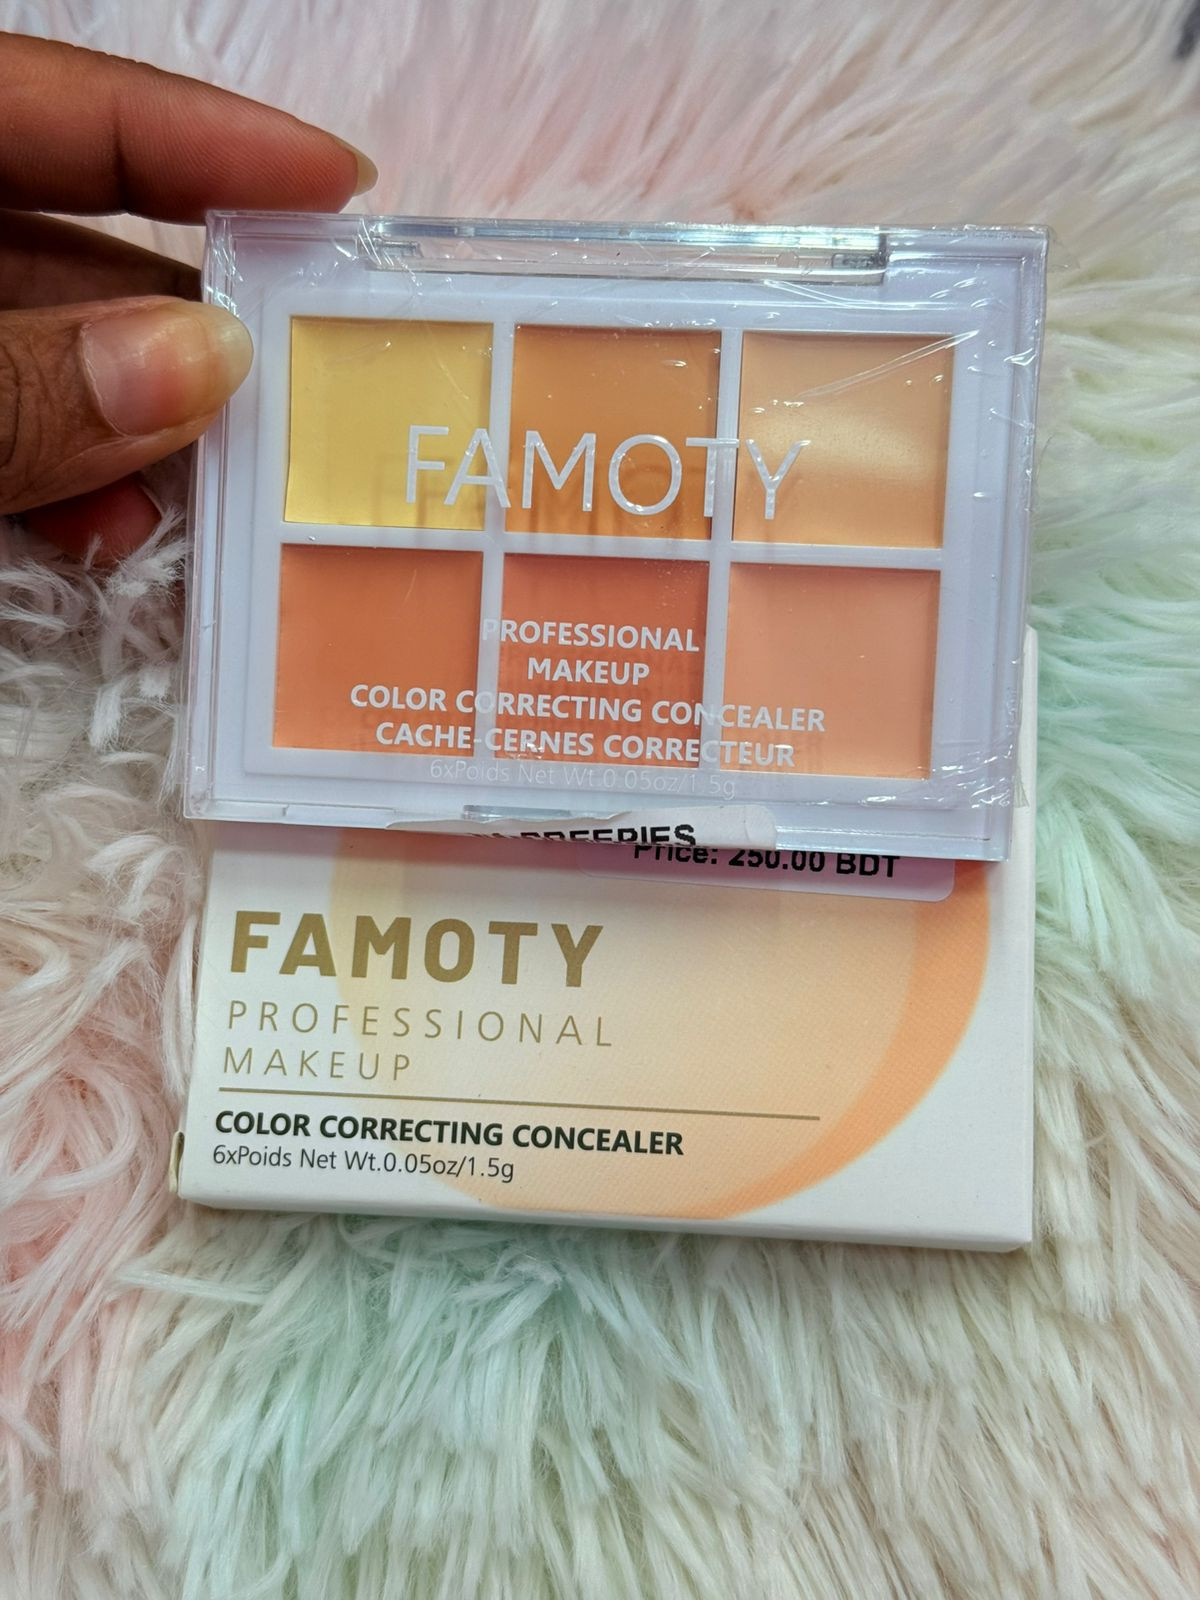 FAMOTY
PROFESSIONAL
MAKEUP
COLOR CORRECTING CONCEALER
CACHE-CERNES CORRECTEUR
6xPoids Net Wt.0.05oz/1.5g
Price: 250.00 BDT
FAMOTY
PROFESSIONAL
MAKEUP
COLOR CORRECTING CONCEALER
6xPoids Net Wt.0.05oz/1.5g